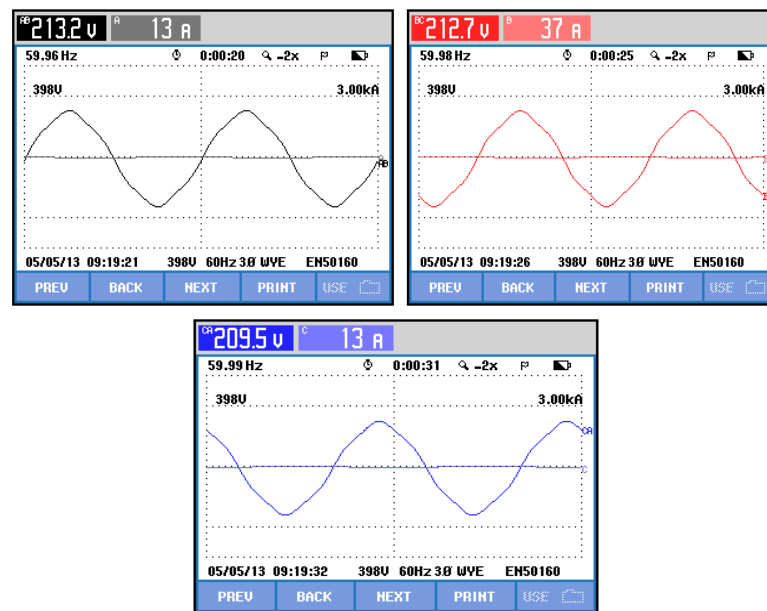 AB 213.2 V A 13 A
59.96 Hz 0:00:20 -2x
398V 3.00kA
AB
05/05/13 09:19:21 398V 60Hz 3Ø WYE EN50160
PREV BACK NEXT PRINT USE
BC 212.7 V B 37 A
59.98 Hz 0:00:25 -2x
398V 3.00kA
05/05/13 09:19:26 398V 60Hz 3Ø WYE EN50160
PREV BACK NEXT PRINT USE
CA 209.5 V C 13 A
59.99 Hz 0:00:31 -2x
398V 3.00kA
CA
C
05/05/13 09:19:32 398V 60Hz 3Ø WYE EN50160
PREV BACK NEXT PRINT USE